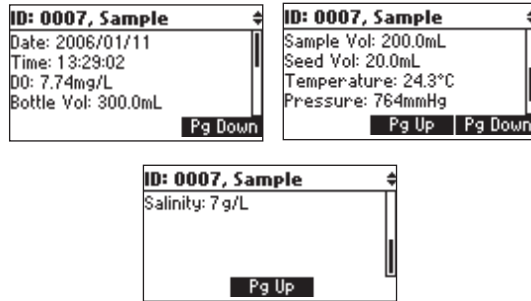 ID: 0007, Sample
Date: 2006/01/11
Time: 13:29:02
DO: 7.74mg/L
Bottle Vol: 300.0mL
Pg Down
ID: 0007, Sample
Sample Vol: 200.0mL
Seed Vol: 20.0mL
Temperature: 24.3°C
Pressure: 764mmHg
Pg Up Pg Down
ID: 0007, Sample
Salinity: 7 g/L
Pg Up